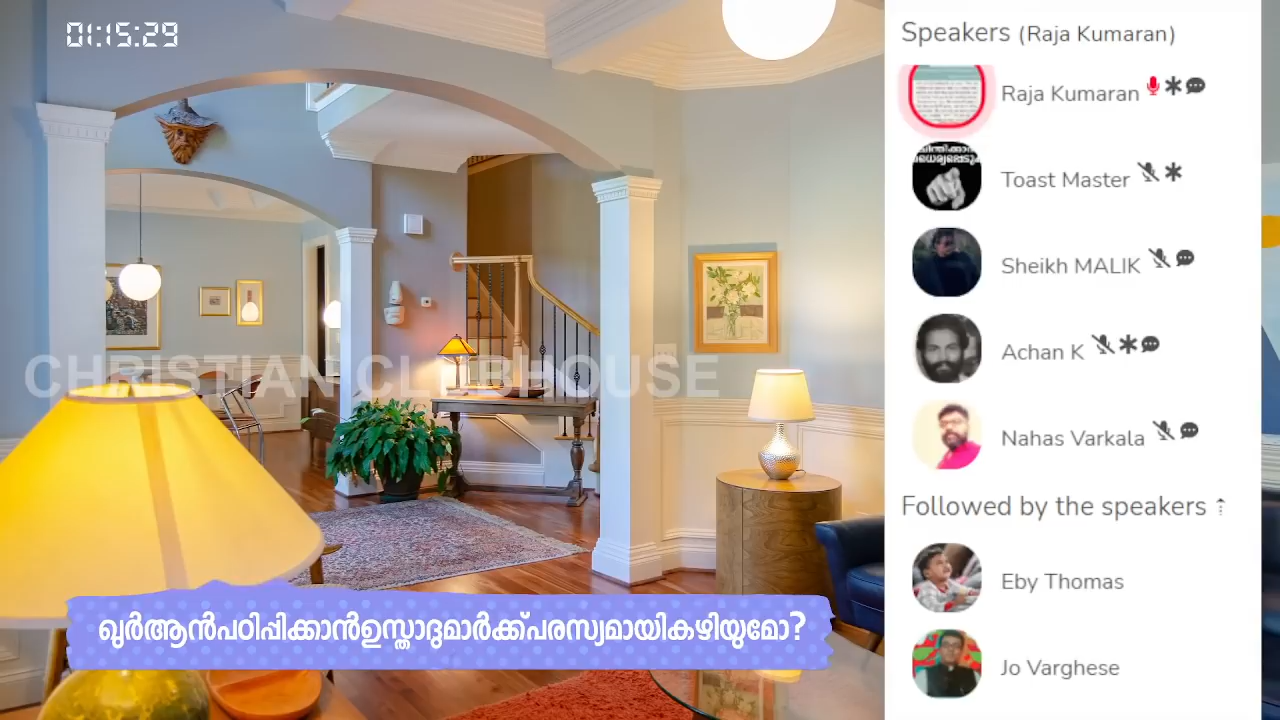 01:15:29
Speakers (Raja Kumaran)
Raja Kumaran
ചിന്തിക്കാൻ
ധൈര്യപ്പെടുക
Toast Master
Sheikh MALIK
CHRISTIAN CLUBHOUSE
Achan K
Nahas Varkala
Followed by the speakers
Eby Thomas
ഖുർആൻപഠിപ്പിക്കാൻഉസ്താദുമാർക്ക്പരസ്യമായികഴിയുമോ?
Jo Varghese